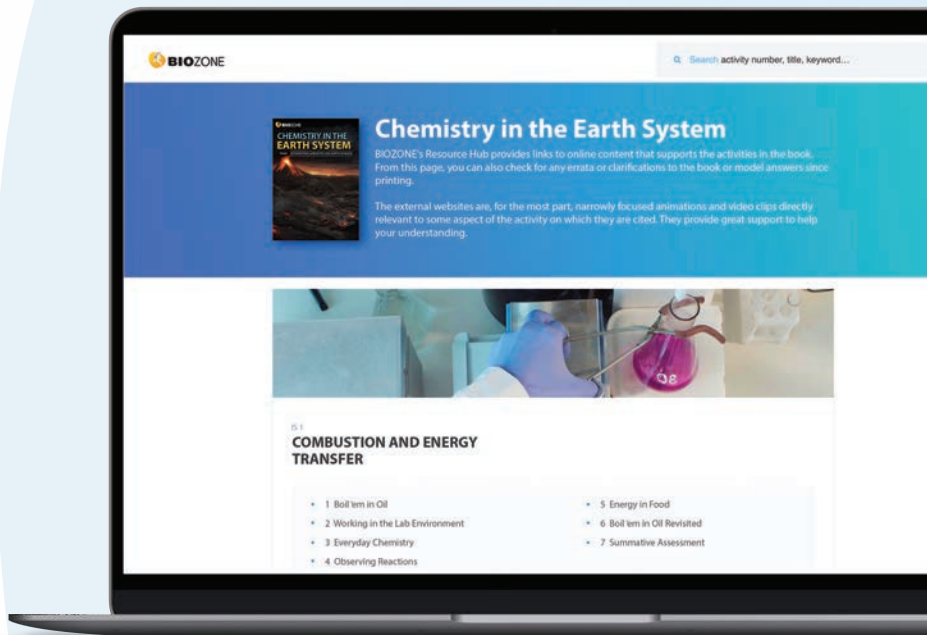 BIOZONE
Search activity number, title, keyword...
BIOZONE
CHEMISTRY IN THE
EARTH SYSTEM
Chemistry in the Earth System
BIOZONE's Resource Hub provides links to online content that supports the activities in the book.
From this page, you can also check for any errata or clarifications to the book or model answers since
printing.
The external websites are, for the most part, narrowly focused animations and video clips directly
relevant to some aspect of the activity on which they are cited. They provide great support to help
your understanding.
IS 1
COMBUSTION AND ENERGY
TRANSFER
• 1 Boil 'em in Oil
• 2 Working in the Lab Environment
• 3 Everyday Chemistry
• 4 Observing Reactions
• 5 Energy in Food
• 6 Boil 'em in Oil Revisited
• 7 Summative Assessment